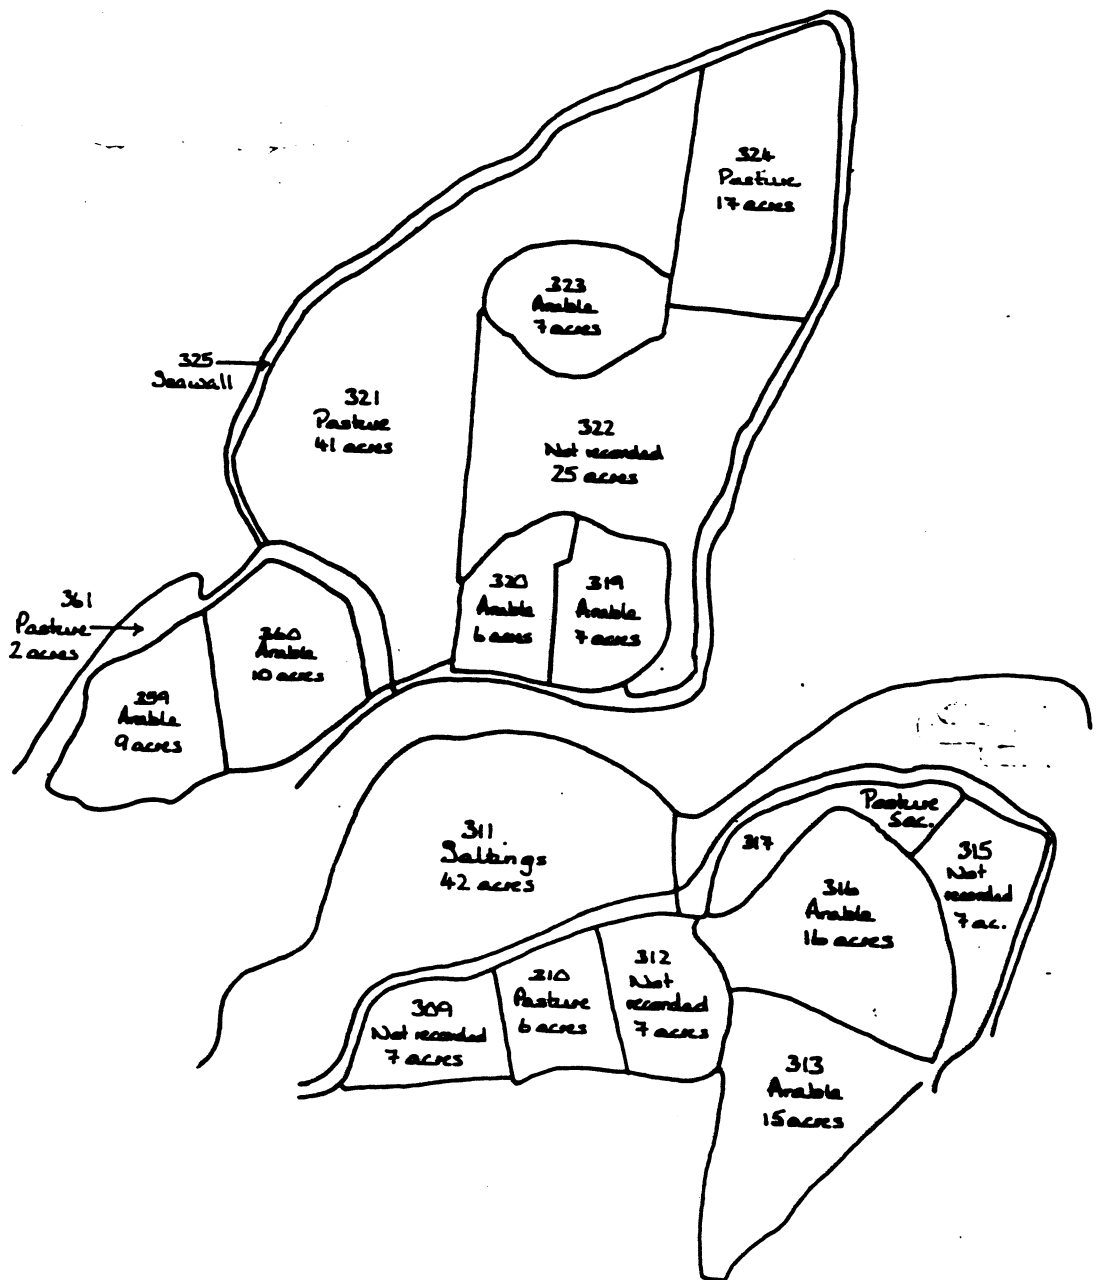 324
Pasture
17 acres
323
Arable
7 acres
325
Seawall
321
Pasture
41 acres
322
Not recorded
25 acres
320
Arable
6 acres
319
Arable
7 acres
361
Pasture
2 acres
360
Arable
10 acres
359
Arable
9 acres
Pasture
5ac.
317
311
Saltings
42 acres
315
Not
recorded
7 ac.
316
Arable
16 acres
312
Not
recorded
7 acres
310
Pasture
6 acres
309
Not recorded
7 acres
313
Arable
15 acres